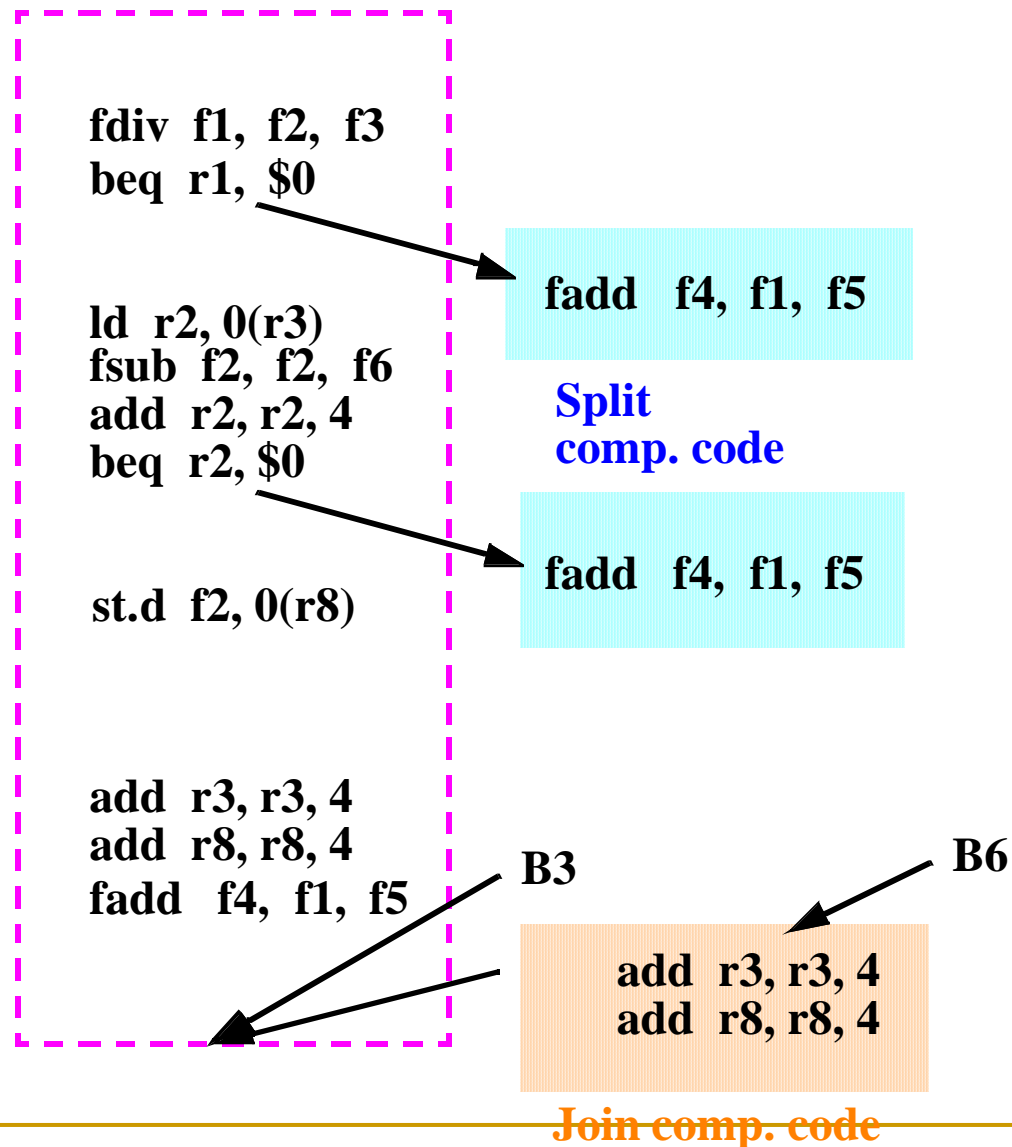 fdiv f1, f2, f3
beq r1, $0
ld r2, 0(r3)
fsub f2, f2, f6
add r2, r2, 4
beq r2, $0
st.d f2, 0(r8)
add r3, r3, 4
add r8, r8, 4
fadd f4, f1, f5
fadd f4, f1, f5
Split
comp. code
fadd f4, f1, f5
B3
B6
add r3, r3, 4
add r8, r8, 4
Join comp. code